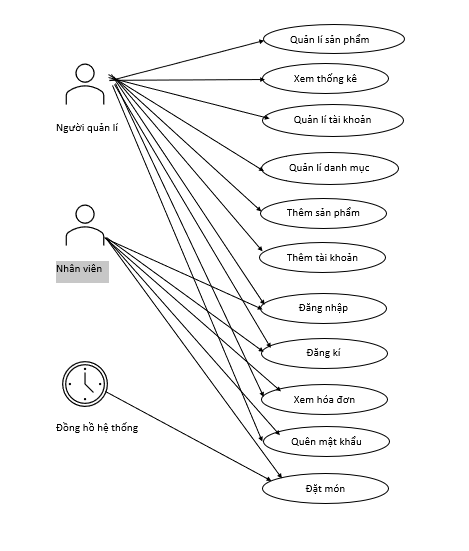 Quản lí sản phẩm
Xem thống kê
Người quản lí
Quản lí tài khoản
Quản lí danh mục
Thêm sản phẩm
Nhân viên
Thêm tài khoản
Đăng nhập
Đăng kí
Xem hóa đơn
Đồng hồ hệ thống
Quên mật khẩu
Đặt món